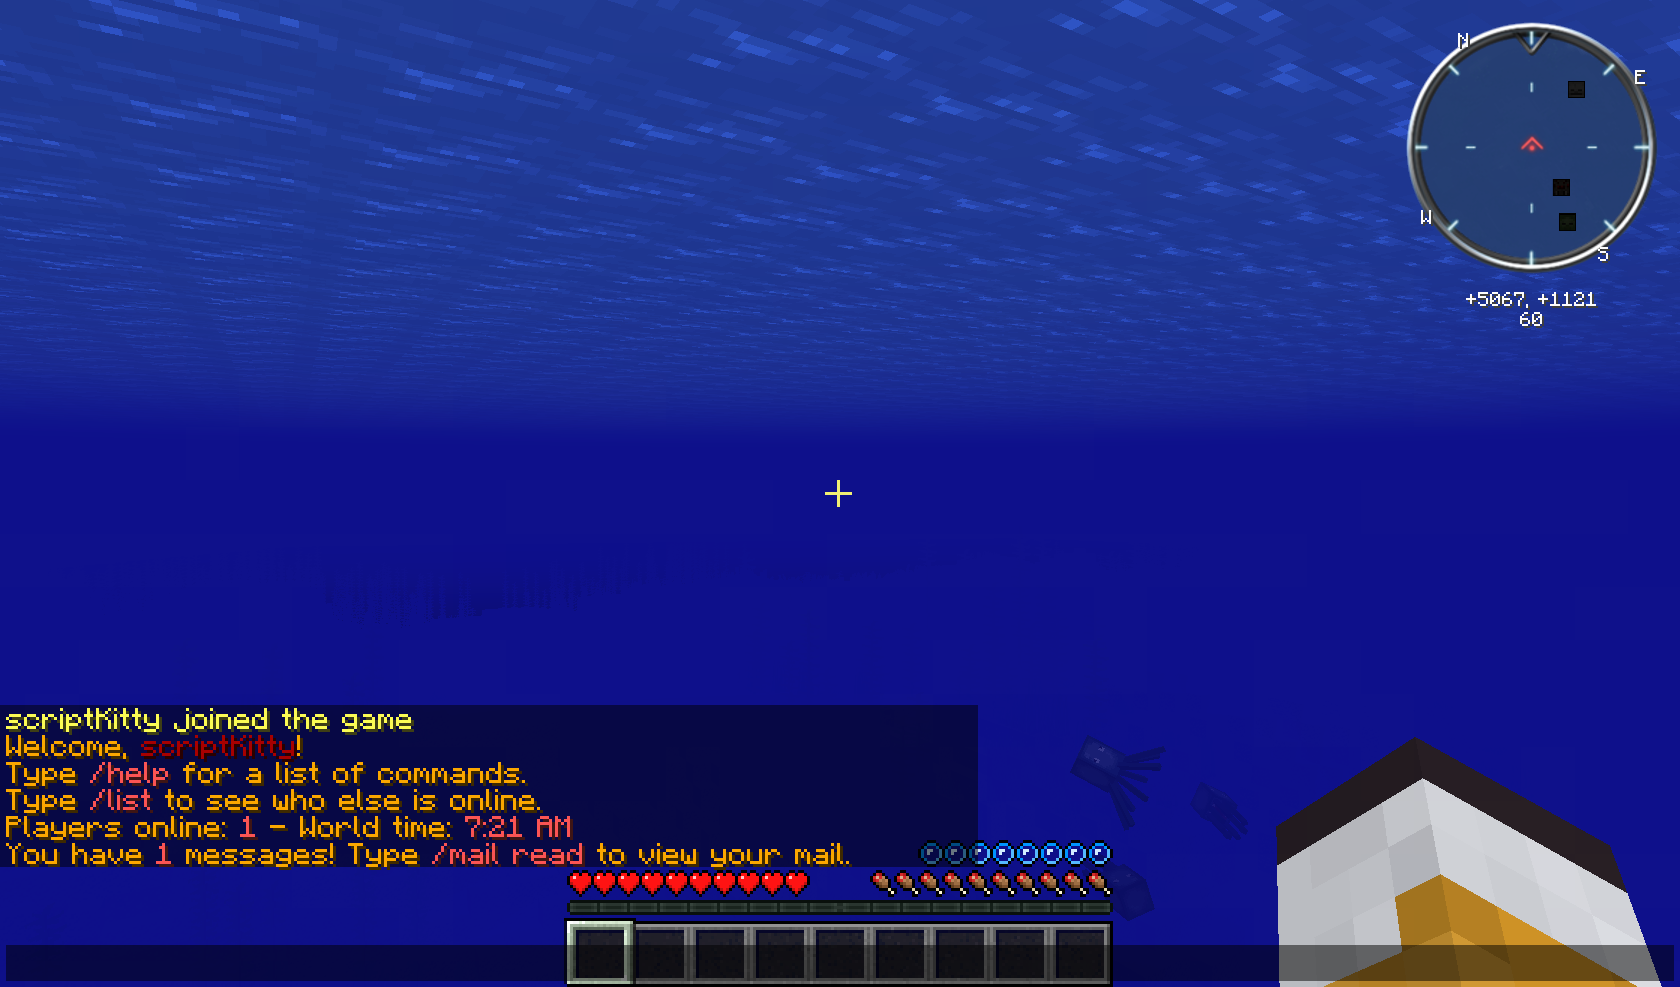 N
E
W
S
+5067, +1121
60
scriptKitty joined the game
Welcome, scriptKitty!
Type /help for a list of commands.
Type /list to see who else is online.
Players online: 1 - World time: 7:21 AM
You have 1 messages! Type /mail read to view your mail.